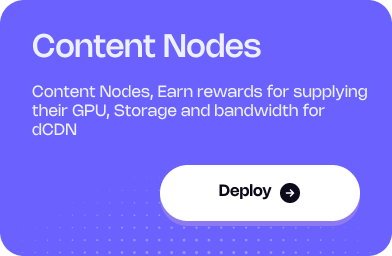 Content Nodes
Content Nodes, Earn rewards for supplying
their GPU, Storage and bandwidth for
dCDN
Deploy